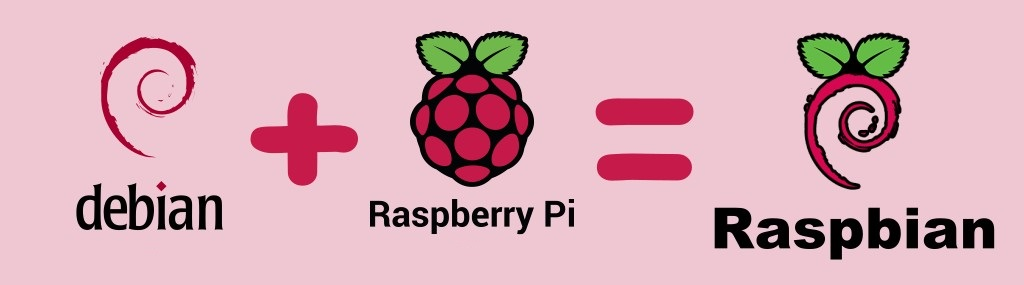 debian
+
Raspberry Pi
=
Raspbian